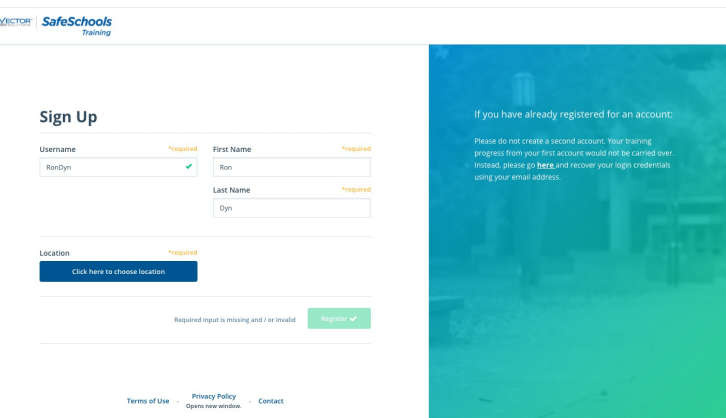 VECTOR SafeSchools
Training
Sign Up
Username *required
RonDyn
First Name *required
Ron
Last Name *required
Dyn
Location *required
Click here to choose location
Required input is missing and / or invalid
Register
Terms of Use - Privacy Policy - Contact
Opens new window.
If you have already registered for an account:
Please do not create a second account. Your training
progress from your first account would not be carried over.
Instead, please go here and recover your login credentials
using your email address.